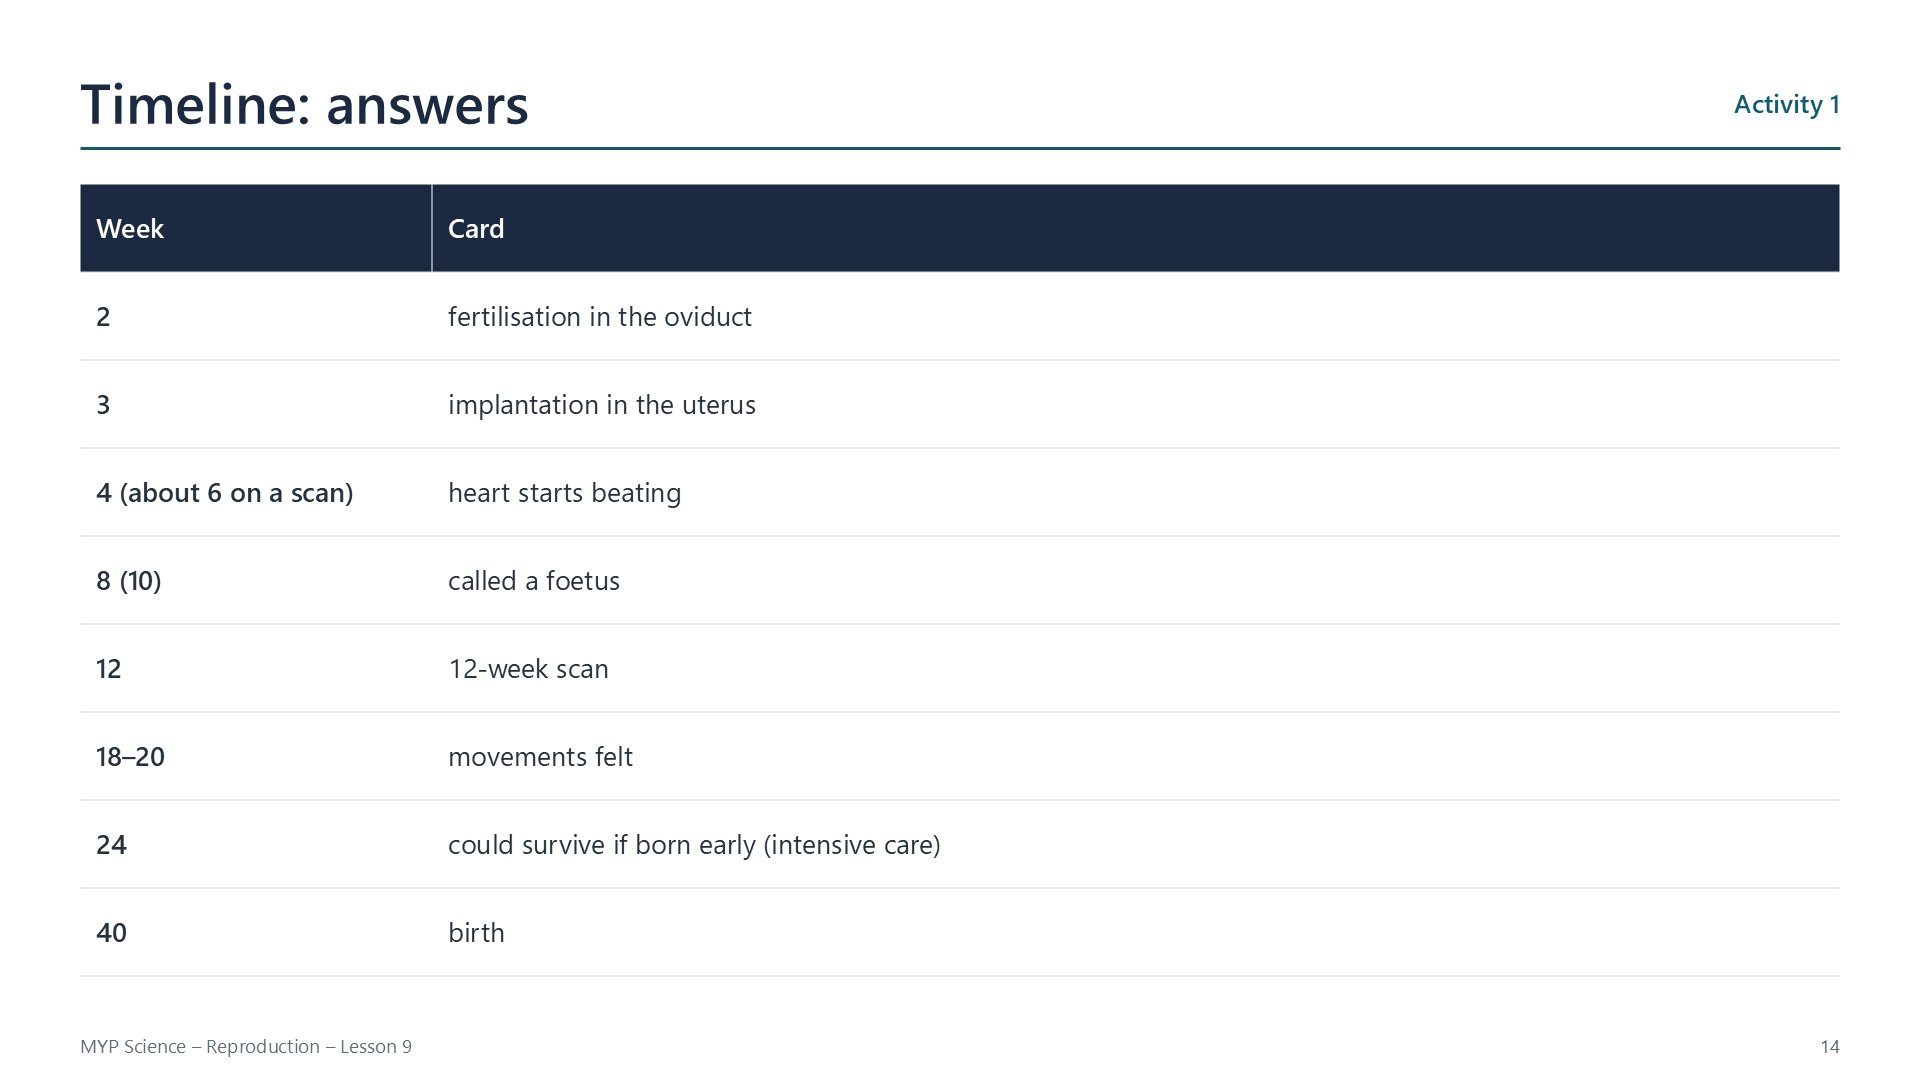 Timeline: answers
Activity 1
Week Card
2 fertilisation in the oviduct
3 implantation in the uterus
4 (about 6 on a scan) heart starts beating
8 (10) called a foetus
12 12-week scan
18–20 movements felt
24 could survive if born early (intensive care)
40 birth
MYP Science – Reproduction – Lesson 9
14